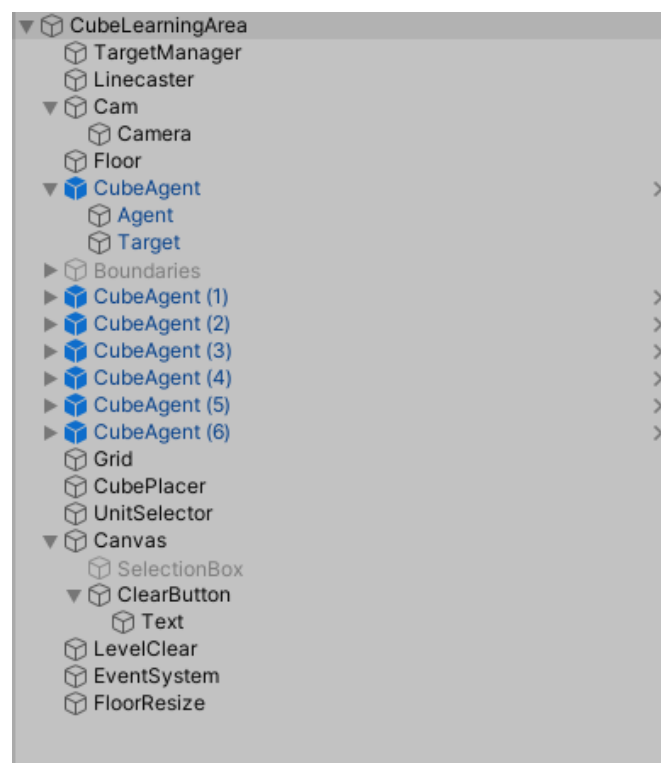 CubeLearningArea
TargetManager
Linecaster
Cam
Camera
Floor
CubeAgent
Agent
Target
Boundaries
CubeAgent (1)
CubeAgent (2)
CubeAgent (3)
CubeAgent (4)
CubeAgent (5)
CubeAgent (6)
Grid
CubePlacer
UnitSelector
Canvas
SelectionBox
ClearButton
Text
LevelClear
EventSystem
FloorResize